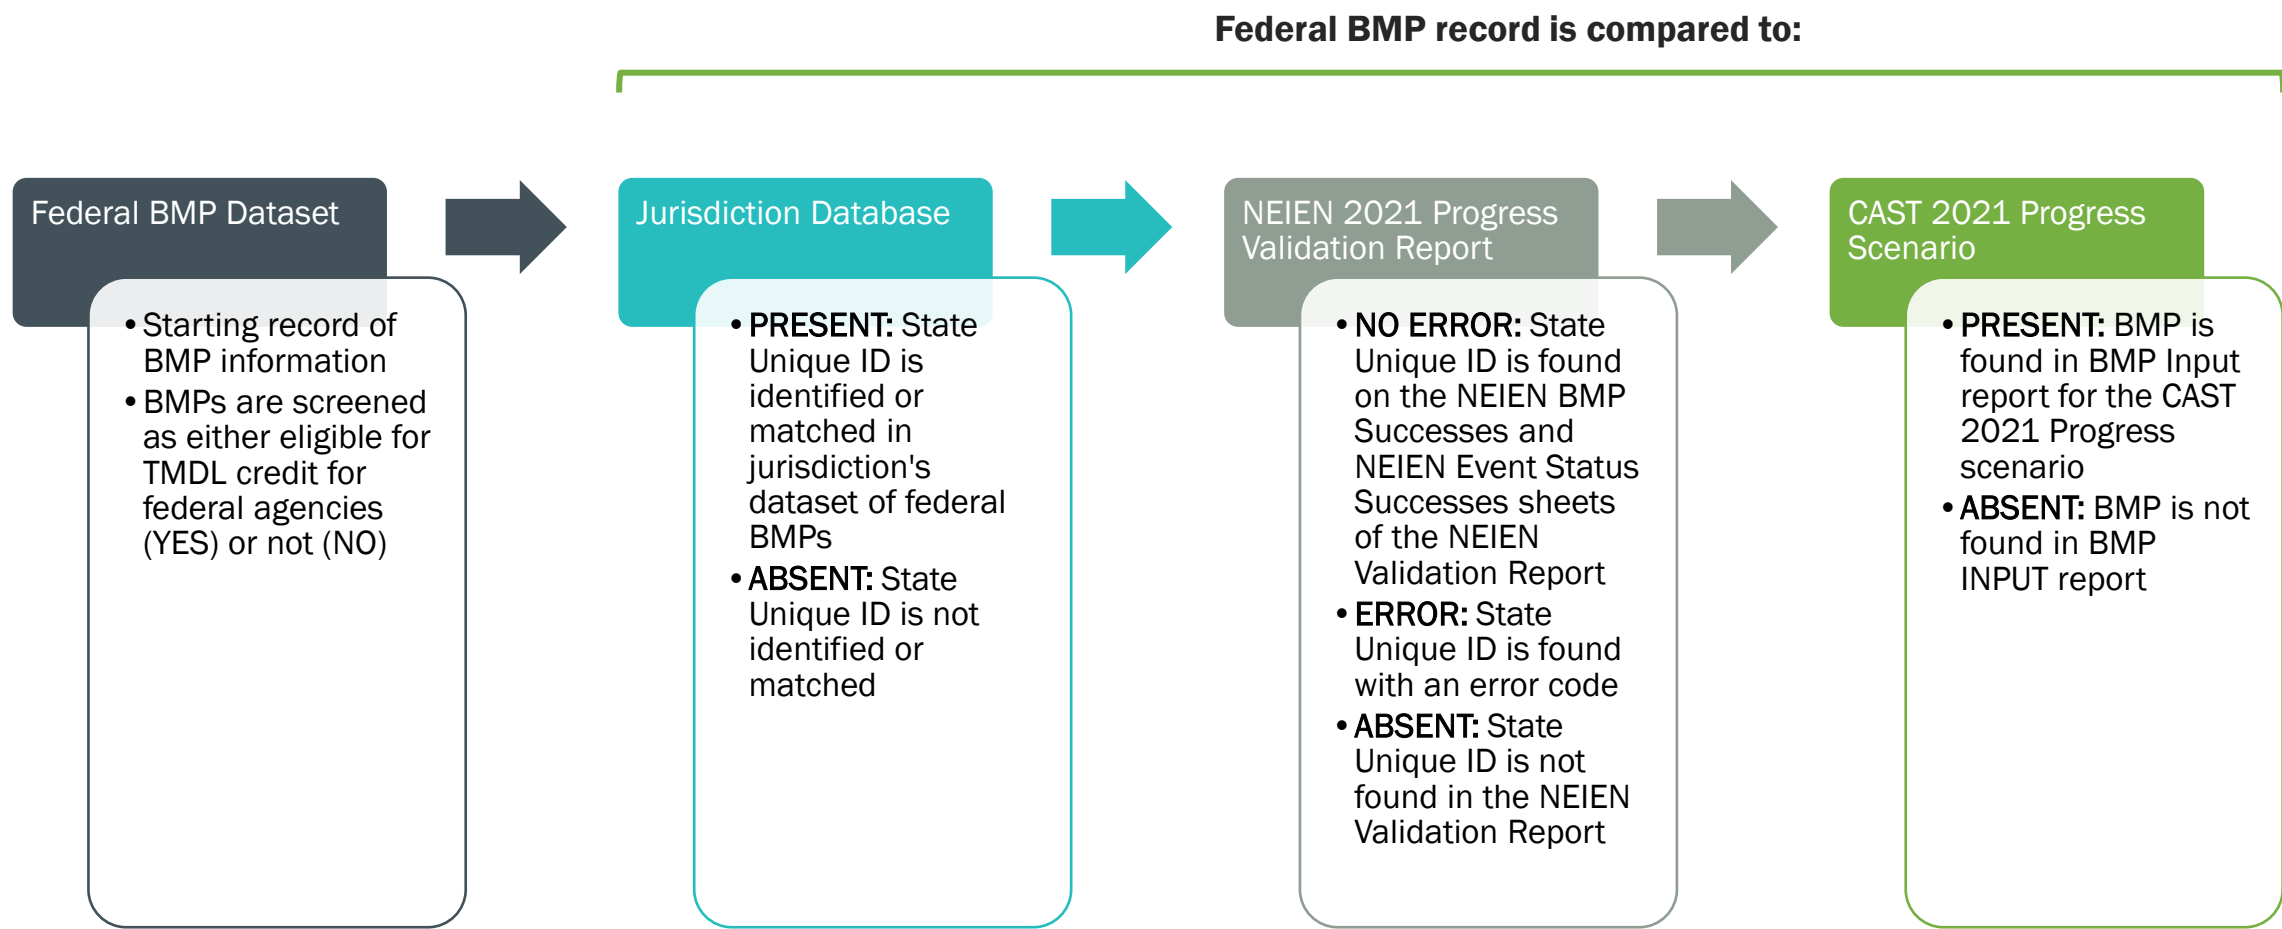 Federal BMP record is compared to:
Federal BMP Dataset
• Starting record of
BMP information
• BMPs are screened
as either eligible for
TMDL credit for
federal agencies
(YES) or not (NO)
Jurisdiction Database
• PRESENT: State
Unique ID is
identified or
matched in
jurisdiction's
dataset of federal
BMPs
• ABSENT: State
Unique ID is not
identified or
matched
NEIEN 2021 Progress
Validation Report
• NO ERROR: State
Unique ID is found
on the NEIEN BMP
Successes and
NEIEN Event Status
Successes sheets
of the NEIEN
Validation Report
• ERROR: State
Unique ID is found
with an error code
• ABSENT: State
Unique ID is not
found in the NEIEN
Validation Report
CAST 2021 Progress
Scenario
• PRESENT: BMP is
found in BMP Input
report for the CAST
2021 Progress
scenario
• ABSENT: BMP is not
found in BMP
INPUT report